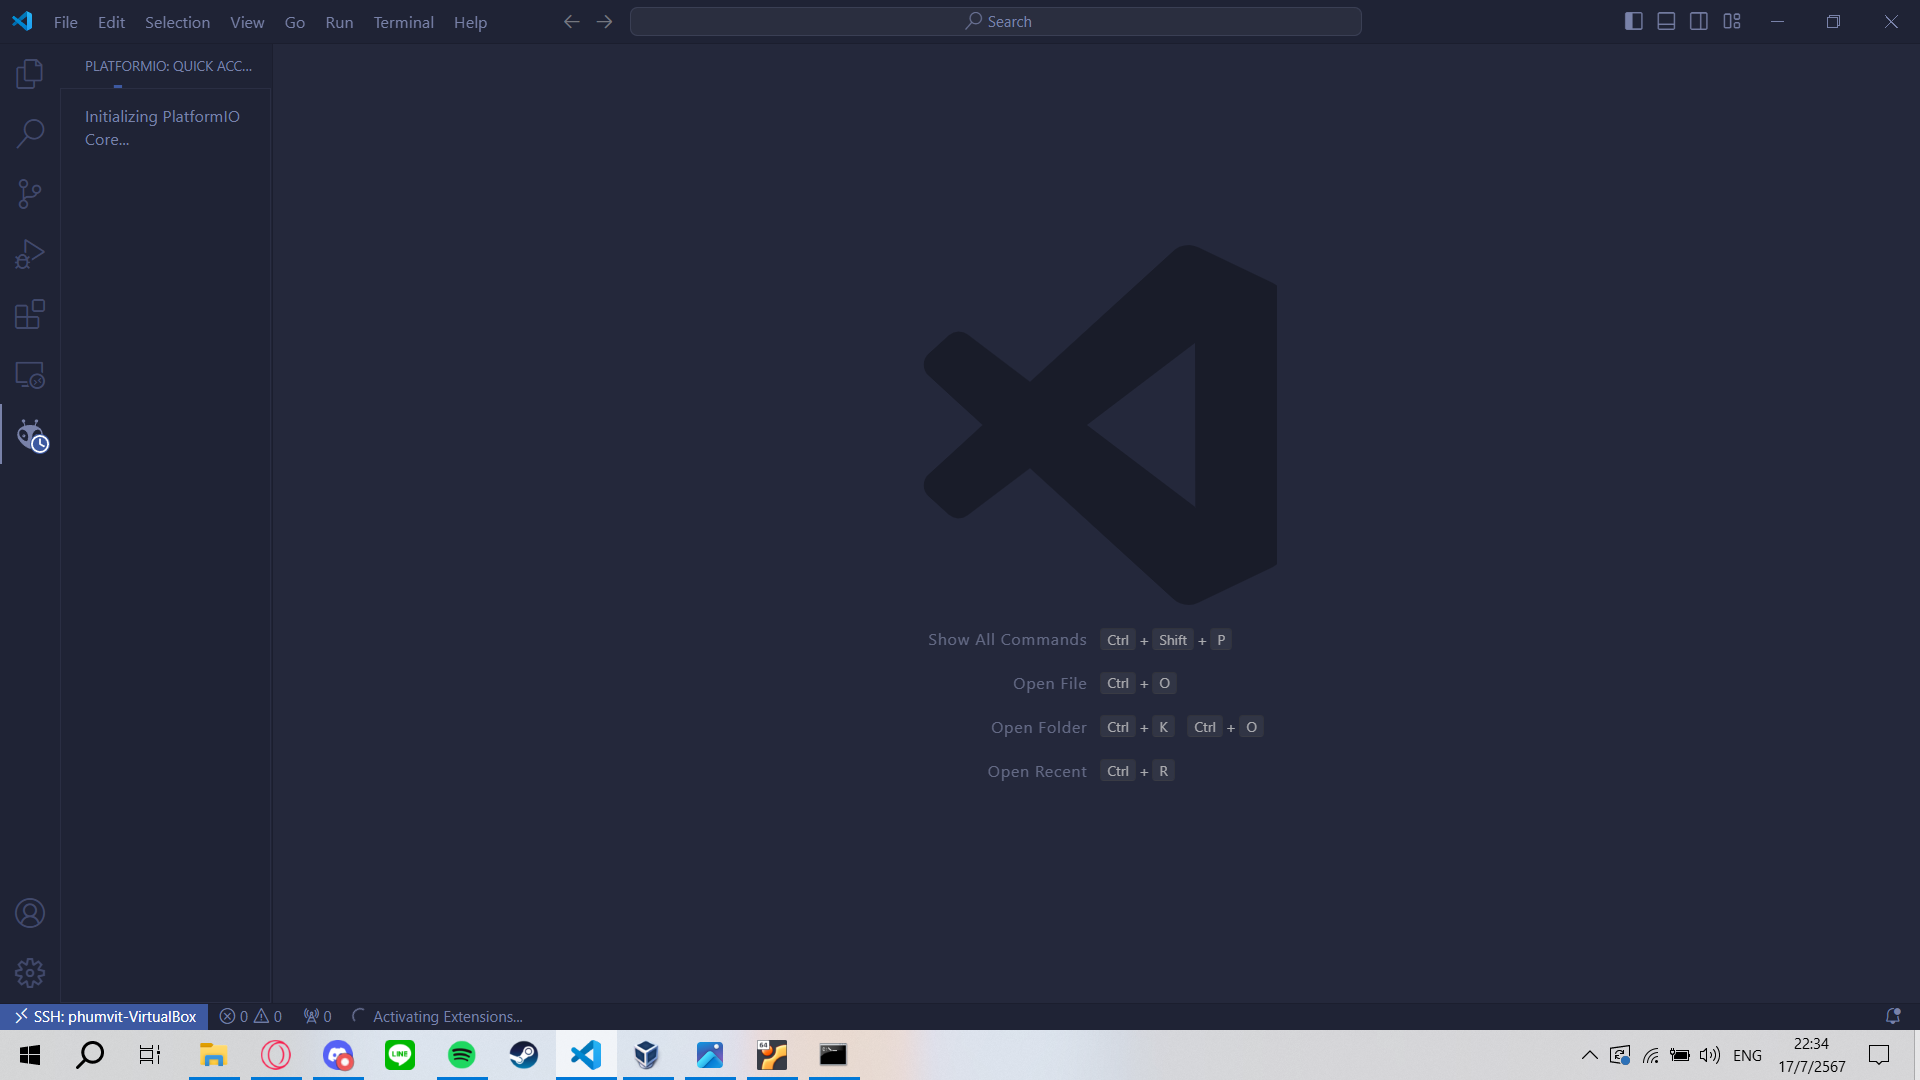 File Edit Selection View Go Run Terminal Help
Search
PLATFORMIO: QUICK ACC...
Initializing PlatformIO
Core...
Show All Commands Ctrl + Shift + P
Open File Ctrl + O
Open Folder Ctrl + K Ctrl + O
Open Recent Ctrl + R
SSH: phumvit-VirtualBox 0 0 0 Activating Extensions...
LINE
64
ENG
22:34
17/7/2567